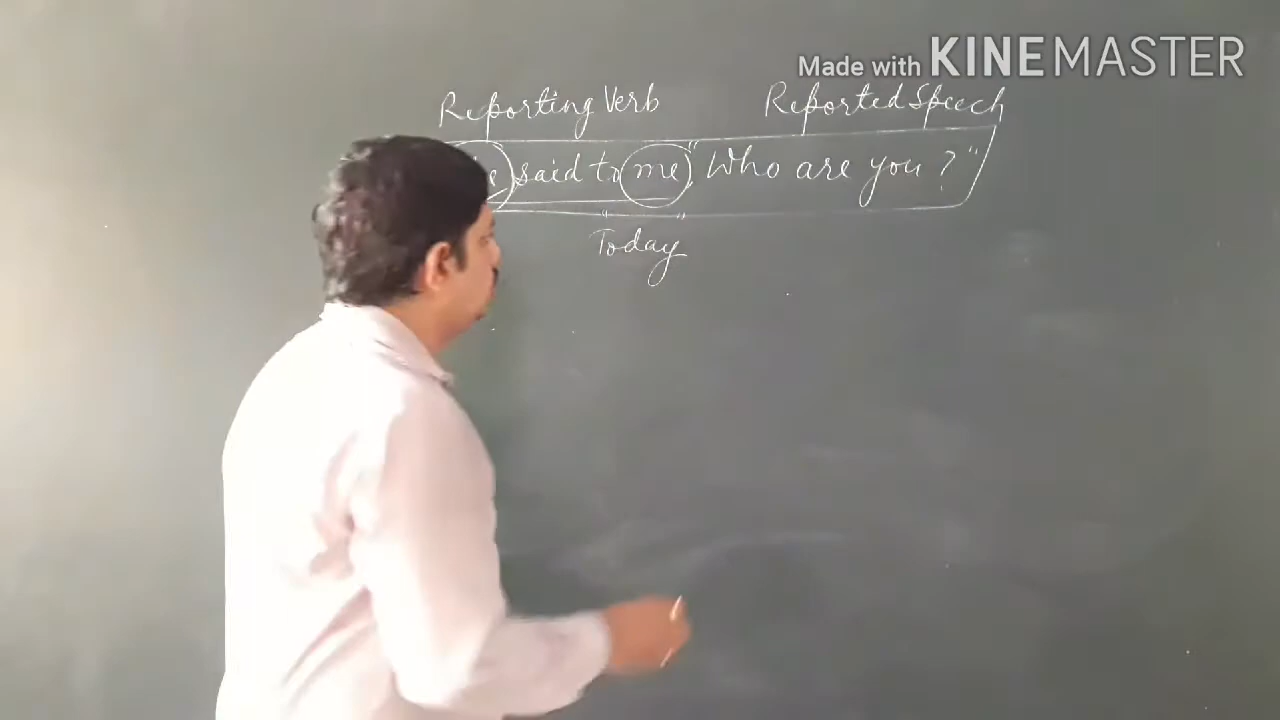 Made with KINEMASTER
Reporting Verb Reported Speech
said to me, "Who are you ?"
"Today"